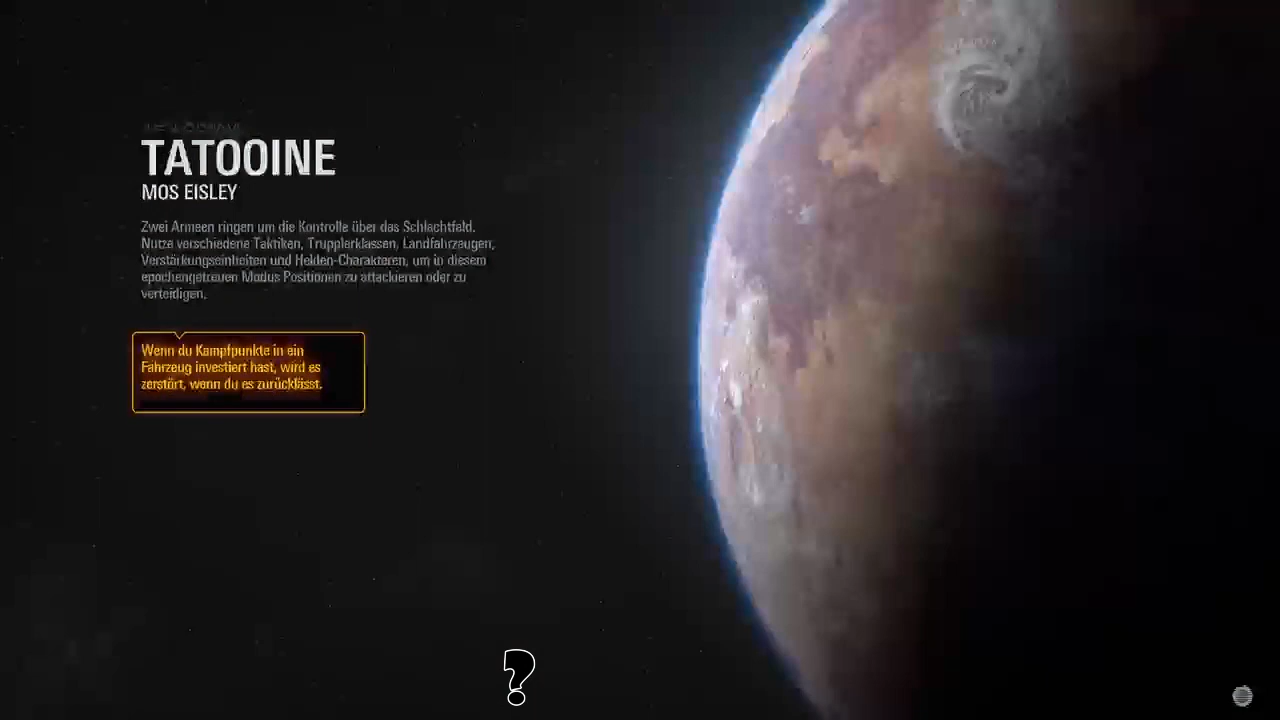 TATOOINE
MOS EISLEY
Zwei Armeen ringen um die Kontrolle über das Schlachtfeld.
Nutze verschiedene Taktiken, Trupplerklassen, Landfahrzeugen,
Verstärkungseinheiten und Helden-Charakteren, um in diesem
epochengetreuen Modus Positionen zu attackieren oder zu
verteidigen.
Wenn du Kampfpunkte in ein
Fahrzeug investiert hast, wird es
zerstört, wenn du es zurücklässt.
?